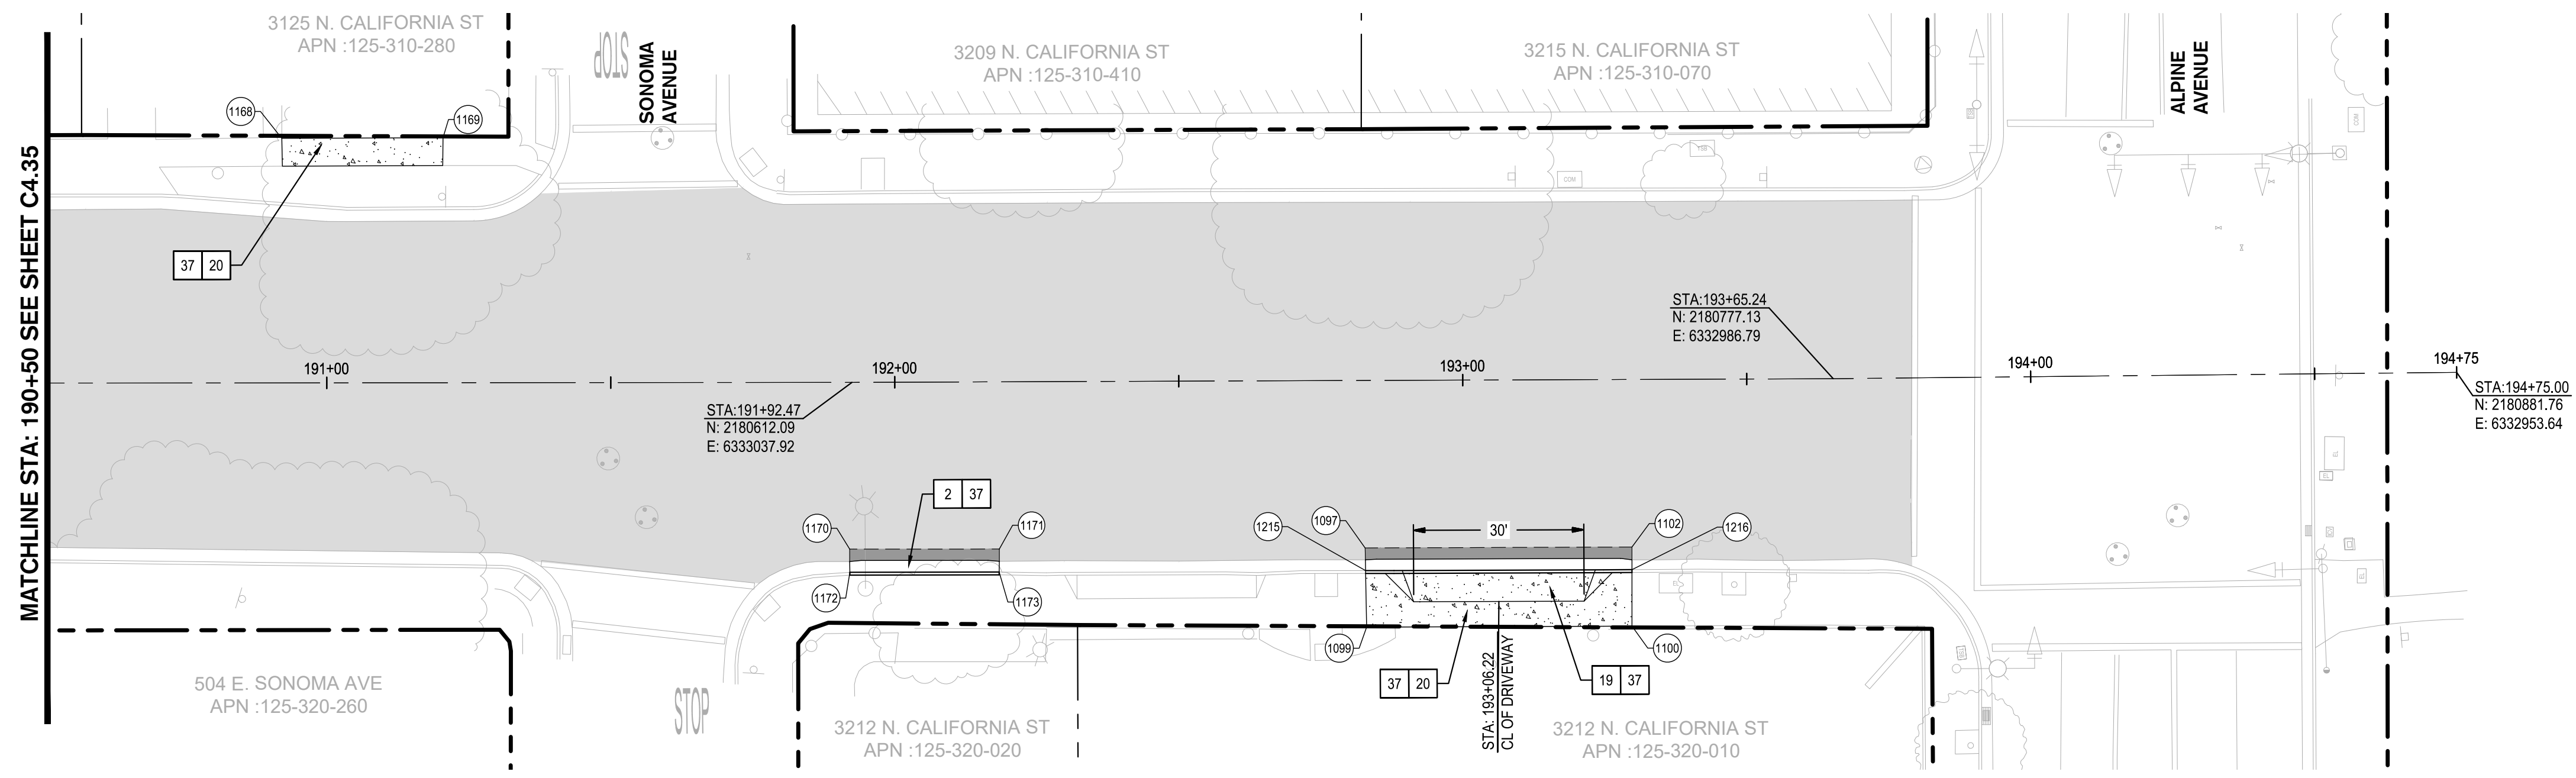 MATCHLINE STA: 190+50 SEE SHEET C4.35
3125 N. CALIFORNIA ST
APN :125-310-280
STOP
SONOMA
AVENUE
3209 N. CALIFORNIA ST
APN :125-310-410
3215 N. CALIFORNIA ST
APN :125-310-070
ALPINE
AVENUE
1168
1169
COM
TSB
COM
37 20
STA:193+65.24
N: 2180777.13
E: 6332986.79
191+00
192+00
193+00
194+00
194+75
STA:194+75.00
N: 2180881.76
E: 6332953.64
STA:191+92.47
N: 2180612.09
E: 6333037.92
2 37
1170
1171
1172
1173
1215
1097
30'
1102
1216
1099
1100
37 20
19 37
STA: 193+06.22
CL OF DRIVEWAY
EL
EL
EL
504 E. SONOMA AVE
APN :125-320-260
STOP
3212 N. CALIFORNIA ST
APN :125-320-020
3212 N. CALIFORNIA ST
APN :125-320-010